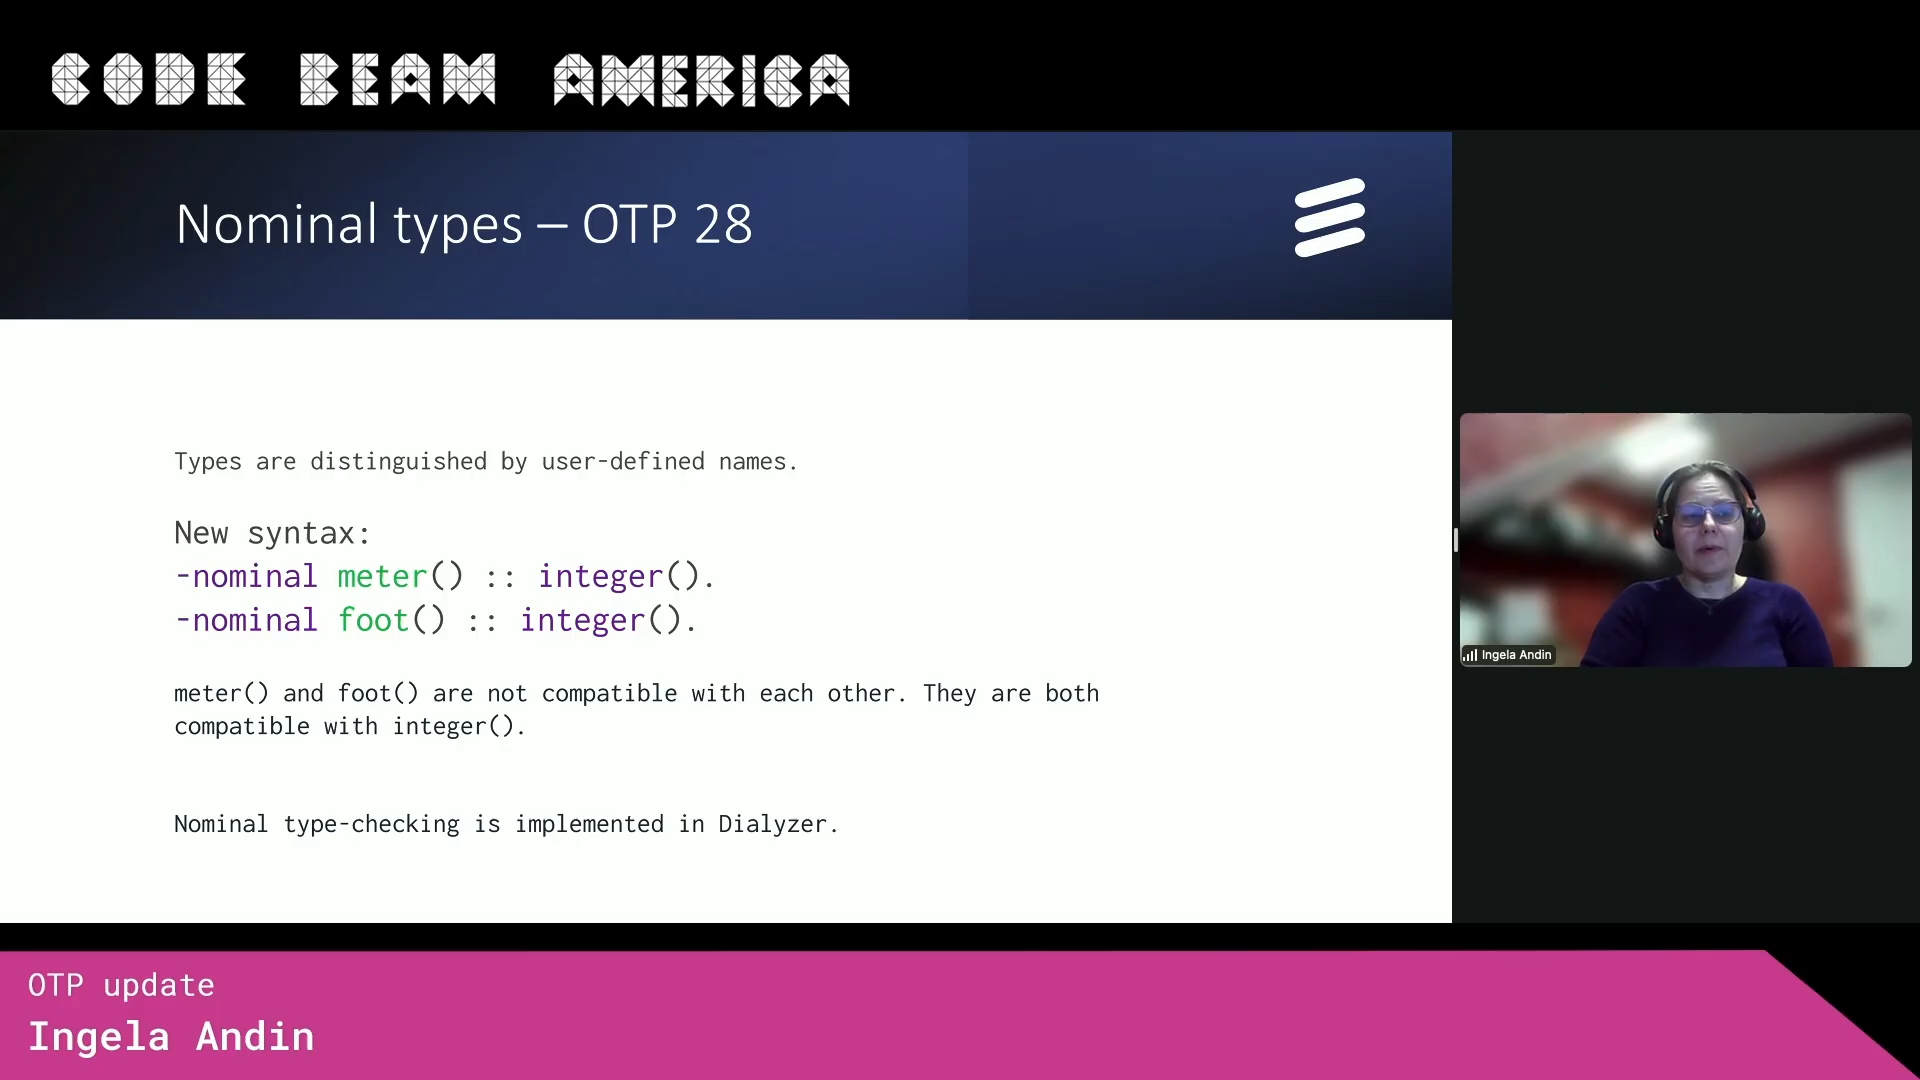 CODE BEAM AMERICA
Nominal types – OTP 28
Types are distinguished by user-defined names.
New syntax:
-nominal meter() :: integer().
-nominal foot() :: integer().
meter() and foot() are not compatible with each other. They are both
compatible with integer().
Nominal type-checking is implemented in Dialyzer.
Ingela Andin
OTP update
Ingela Andin